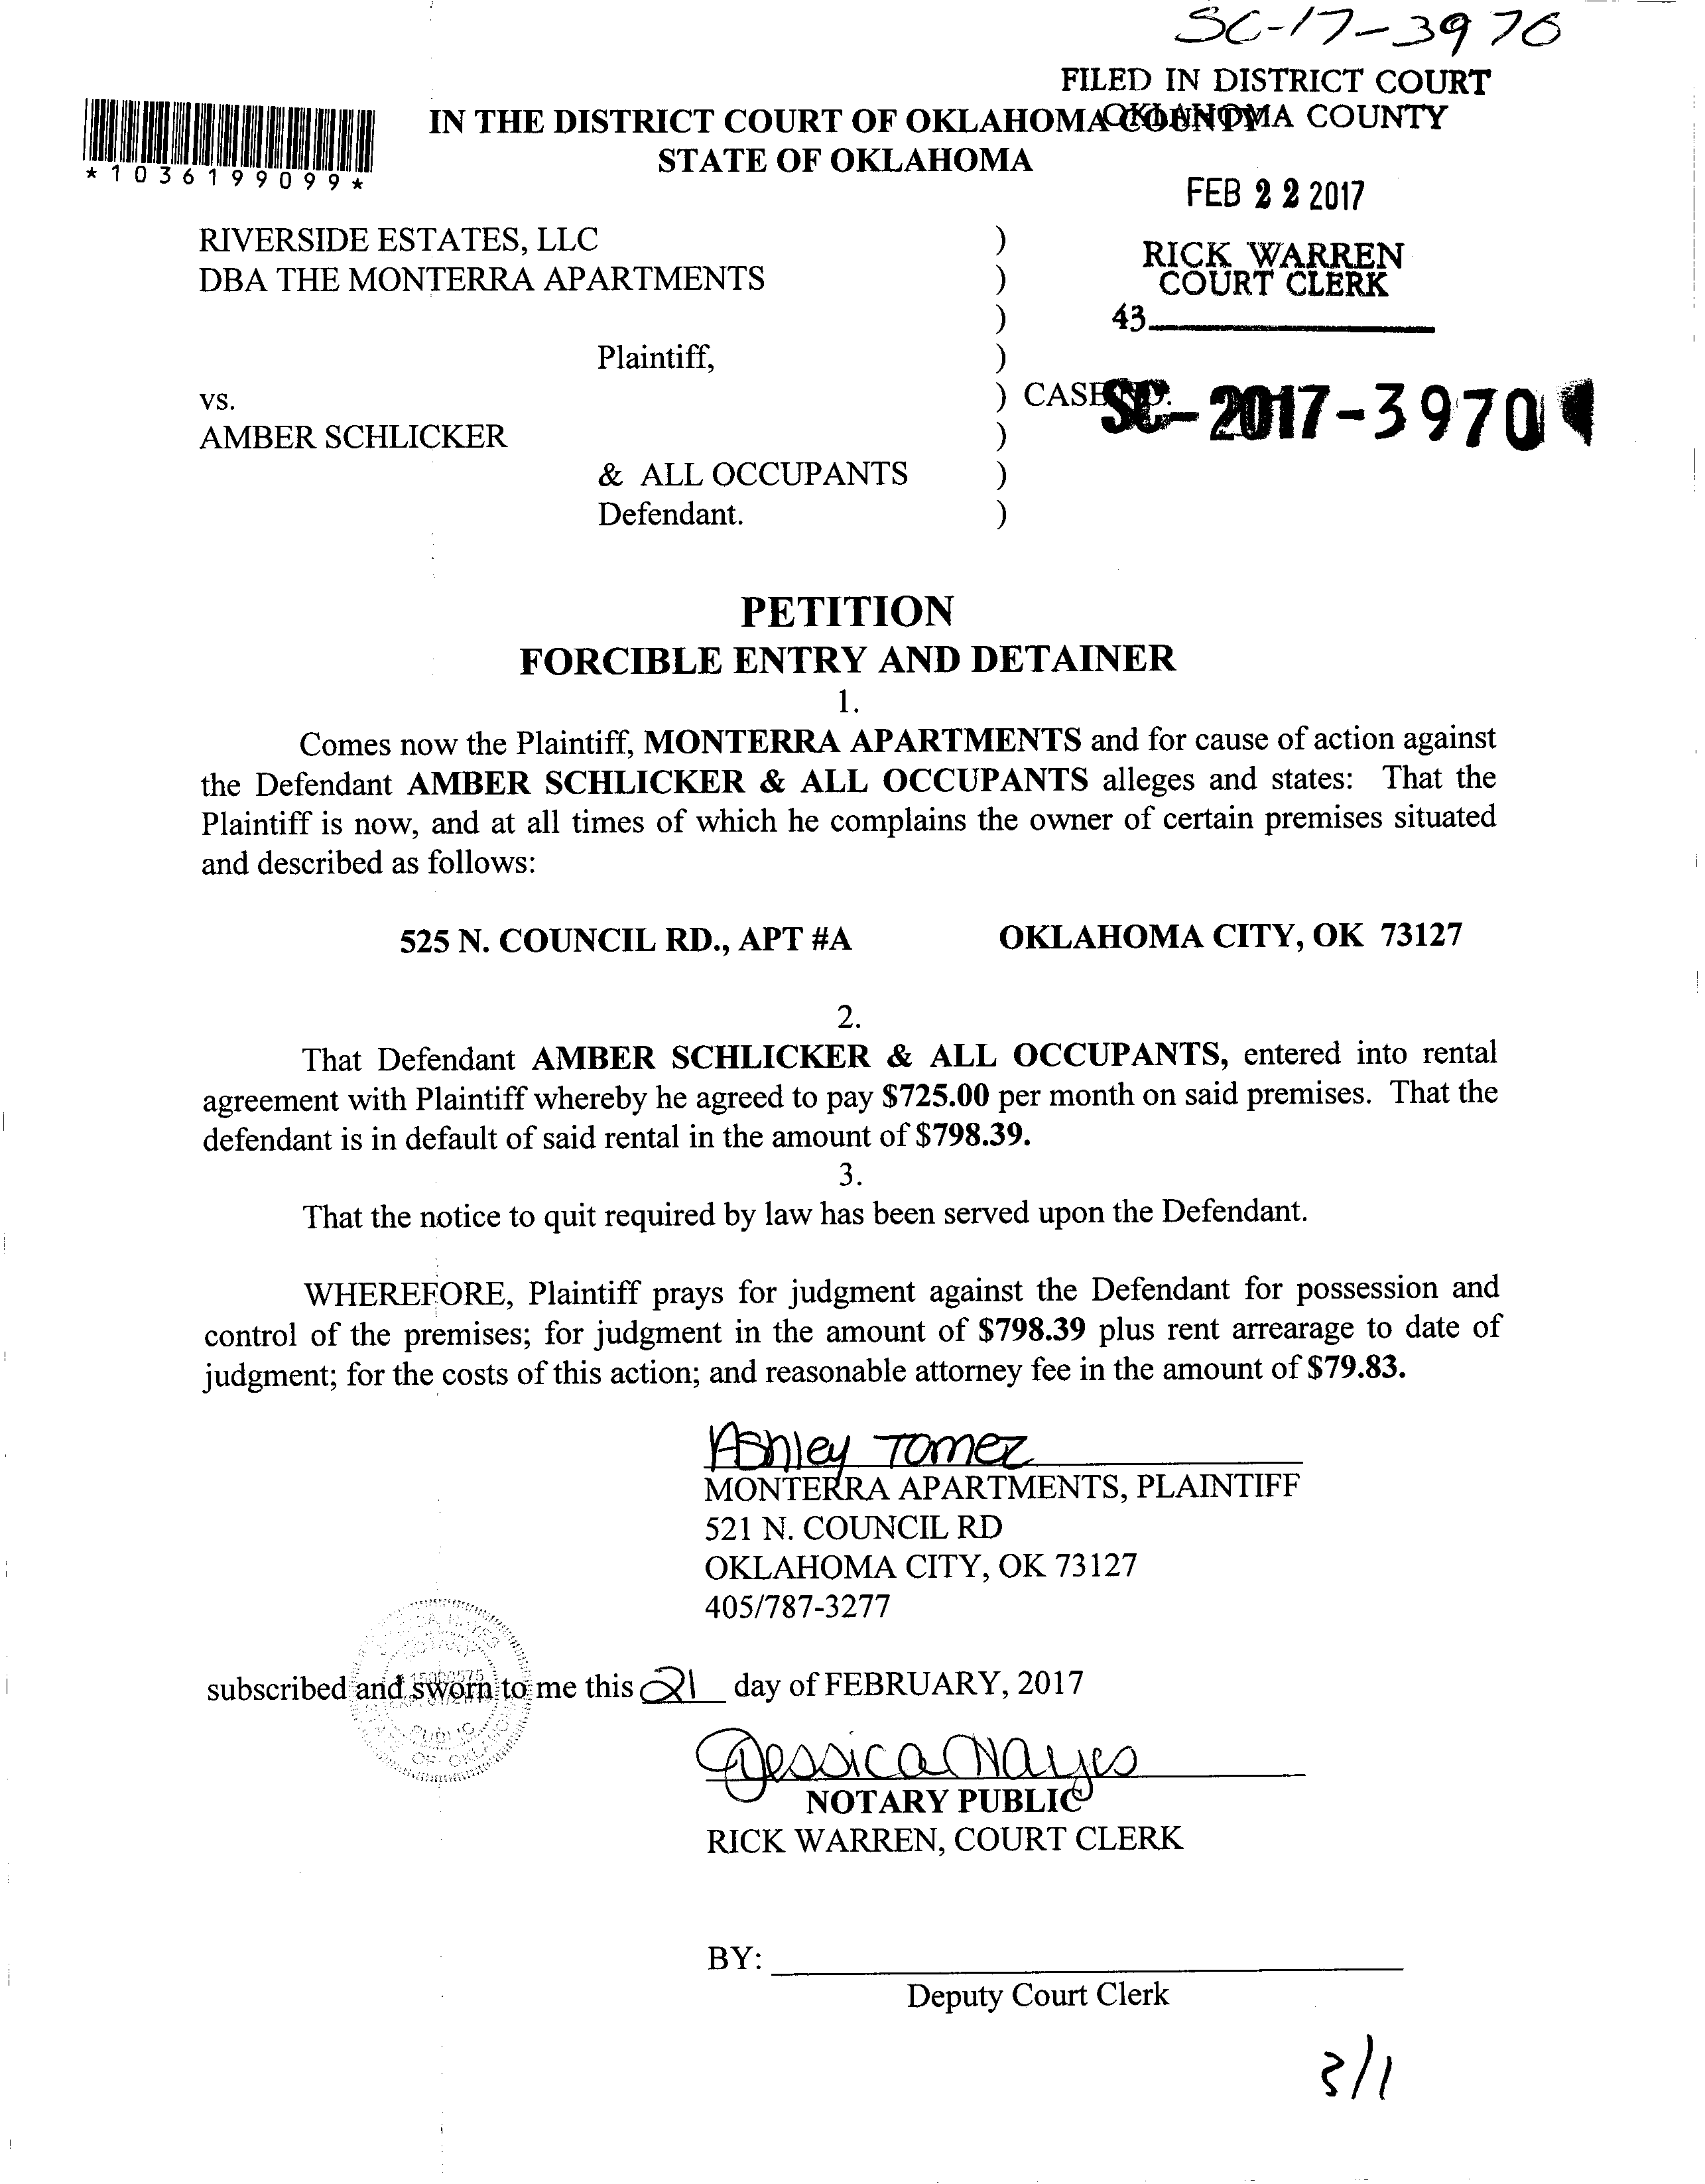 SC-17-3970
FILED IN DISTRICT COURT
OKLAHOMA COUNTY
IN THE DISTRICT COURT OF OKLAHOMA COUNTY
STATE OF OKLAHOMA
*1036199099*
FEB 22 2017
RICK WARREN
COURT CLERK
43
RIVERSIDE ESTATES, LLC )
DBA THE MONTERRA APARTMENTS )
)
Plaintiff, )
vs. ) CASE NO. SC-2017-3970
AMBER SCHLICKER )
& ALL OCCUPANTS )
Defendant. )
PETITION
FORCIBLE ENTRY AND DETAINER
1.
Comes now the Plaintiff, MONTERRA APARTMENTS and for cause of action against
the Defendant AMBER SCHLICKER & ALL OCCUPANTS alleges and states: That the
Plaintiff is now, and at all times of which he complains the owner of certain premises situated
and described as follows:
525 N. COUNCIL RD., APT #A OKLAHOMA CITY, OK 73127
2.
That Defendant AMBER SCHLICKER & ALL OCCUPANTS, entered into rental
agreement with Plaintiff whereby he agreed to pay $725.00 per month on said premises. That the
defendant is in default of said rental in the amount of $798.39.
3.
That the notice to quit required by law has been served upon the Defendant.
WHEREFORE, Plaintiff prays for judgment against the Defendant for possession and
control of the premises; for judgment in the amount of $798.39 plus rent arrearage to date of
judgment; for the costs of this action; and reasonable attorney fee in the amount of $79.83.
Ashley Tomez
MONTERRA APARTMENTS, PLAINTIFF
521 N. COUNCIL RD
OKLAHOMA CITY, OK 73127
405/787-3277
subscribed and sworn to me this 21 day of FEBRUARY, 2017
Jessica Hayes
NOTARY PUBLIC
RICK WARREN, COURT CLERK
BY:
Deputy Court Clerk
3/1